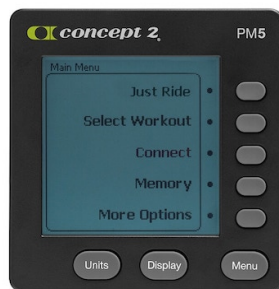 concept 2®
PM5
Main Menu
Just Ride
Select Workout
Connect
Memory
More Options
Units
Display
Menu